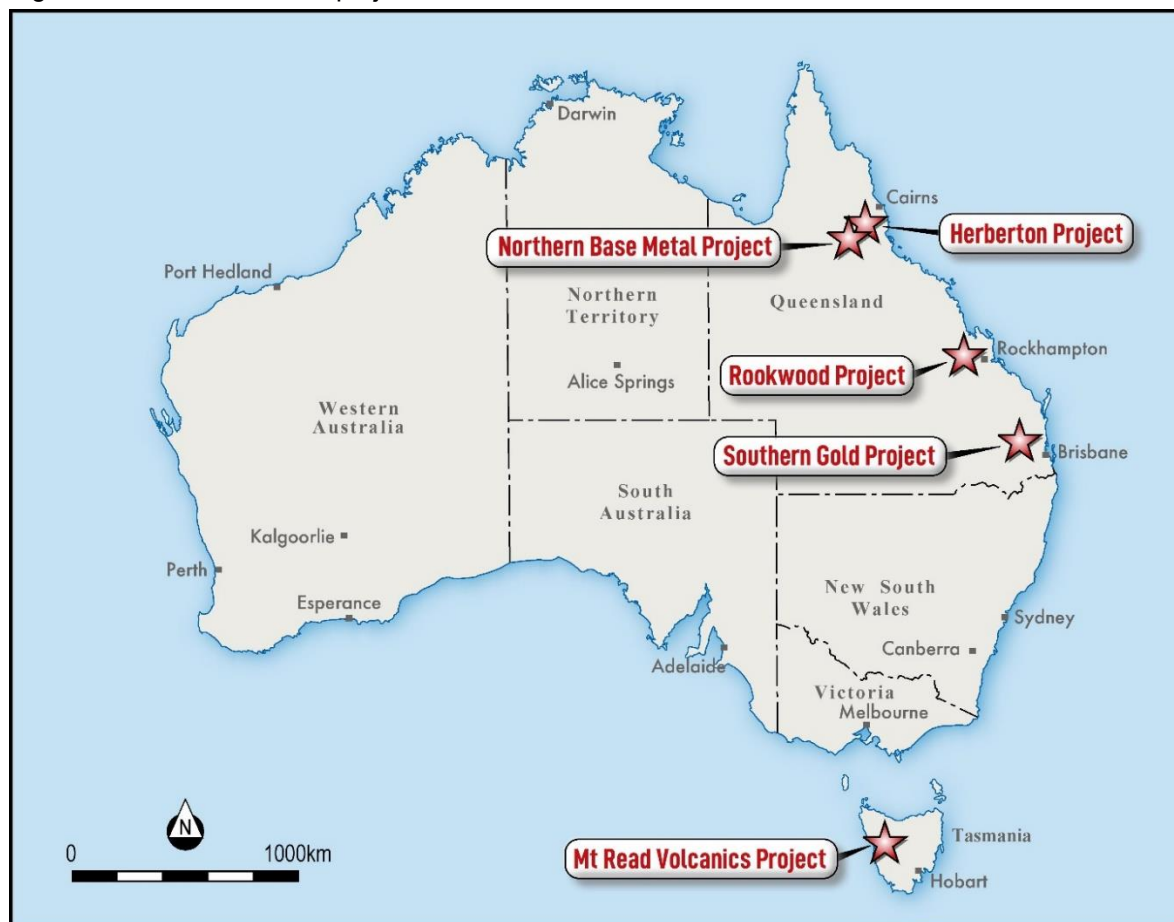 Darwin
Cairns
Herberton Project
Northern Base Metal Project
Port Hedland
Northern
Territory
Queensland
Rockhampton
Rookwood Project
Alice Springs
Western
Australia
Southern Gold Project
Brisbane
South
Australia
Kalgoorlie
Perth
Esperance
New South
Wales
Sydney
Canberra
Adelaide
Victoria
Melbourne
N
0 1000km
Tasmania
Mt Read Volcanics Project
Hobart